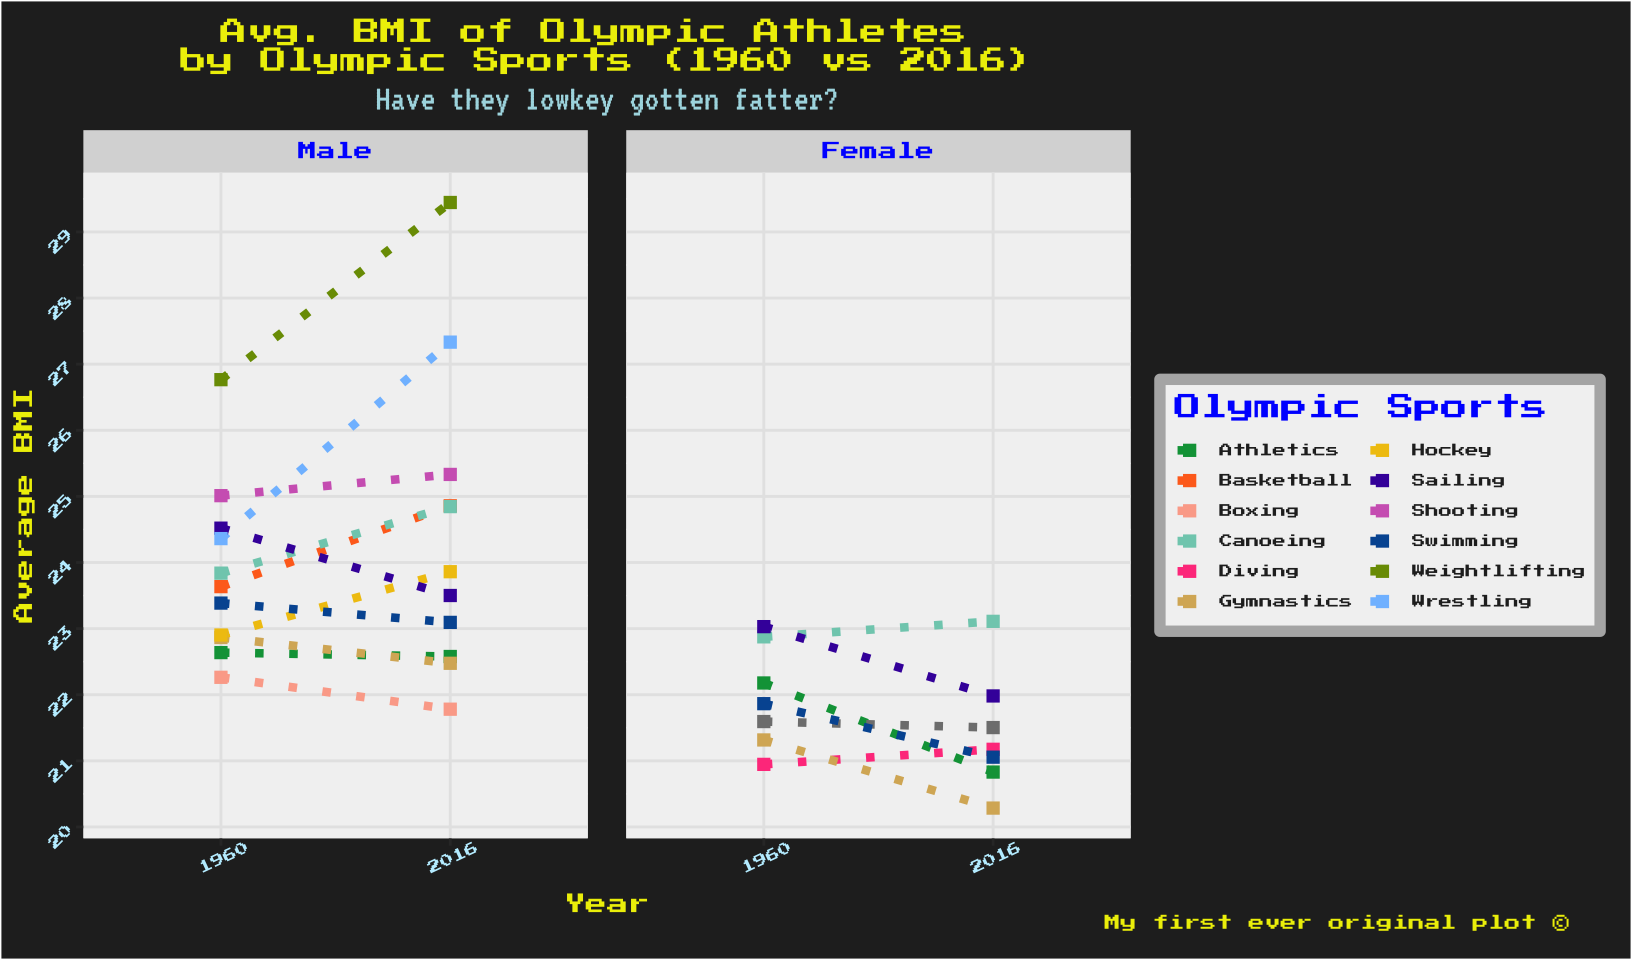 Avg. BMI of Olympic Athletes
by Olympic Sports (1960 vs 2016)
Have they lowkey gotten fatter?
Male
Female
Average BMI
29
28
27
26
25
24
23
22
21
20
1960
2016
1960
2016
Year
Olympic Sports
Athletics
Basketball
Boxing
Canoeing
Diving
Gymnastics
Hockey
Sailing
Shooting
Swimming
Weightlifting
Wrestling
My first ever original plot ©